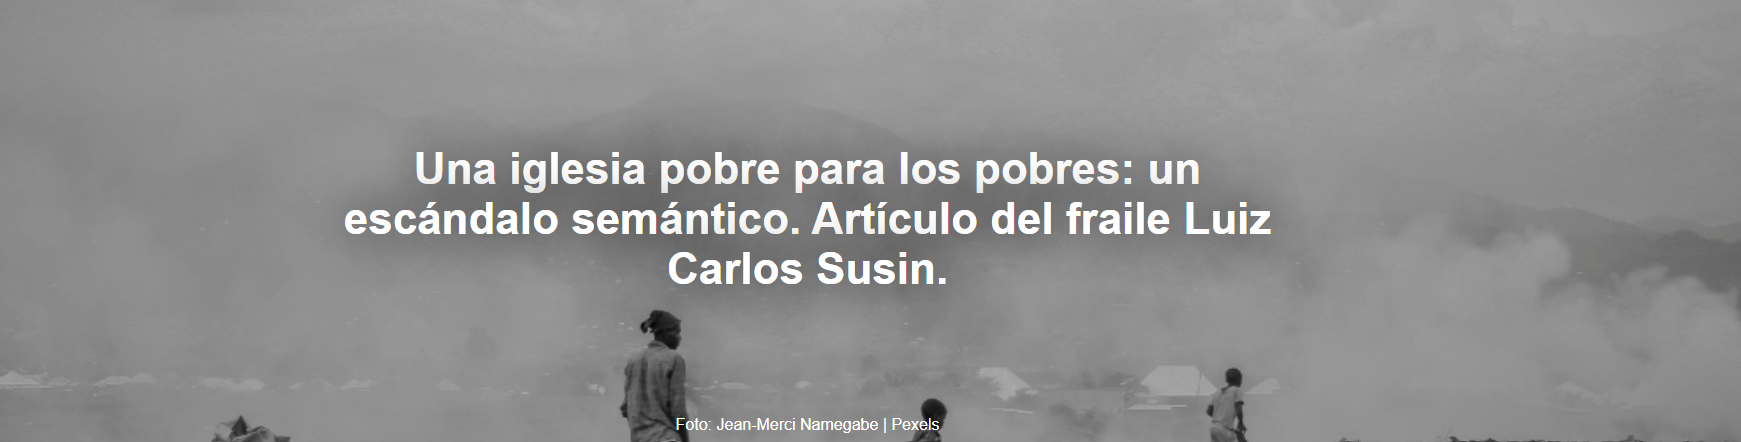 Una iglesia pobre para los pobres: un
escándalo semántico. Artículo del fraile Luiz
Carlos Susin.
Foto: Jean-Merci Namegabe | Pexels